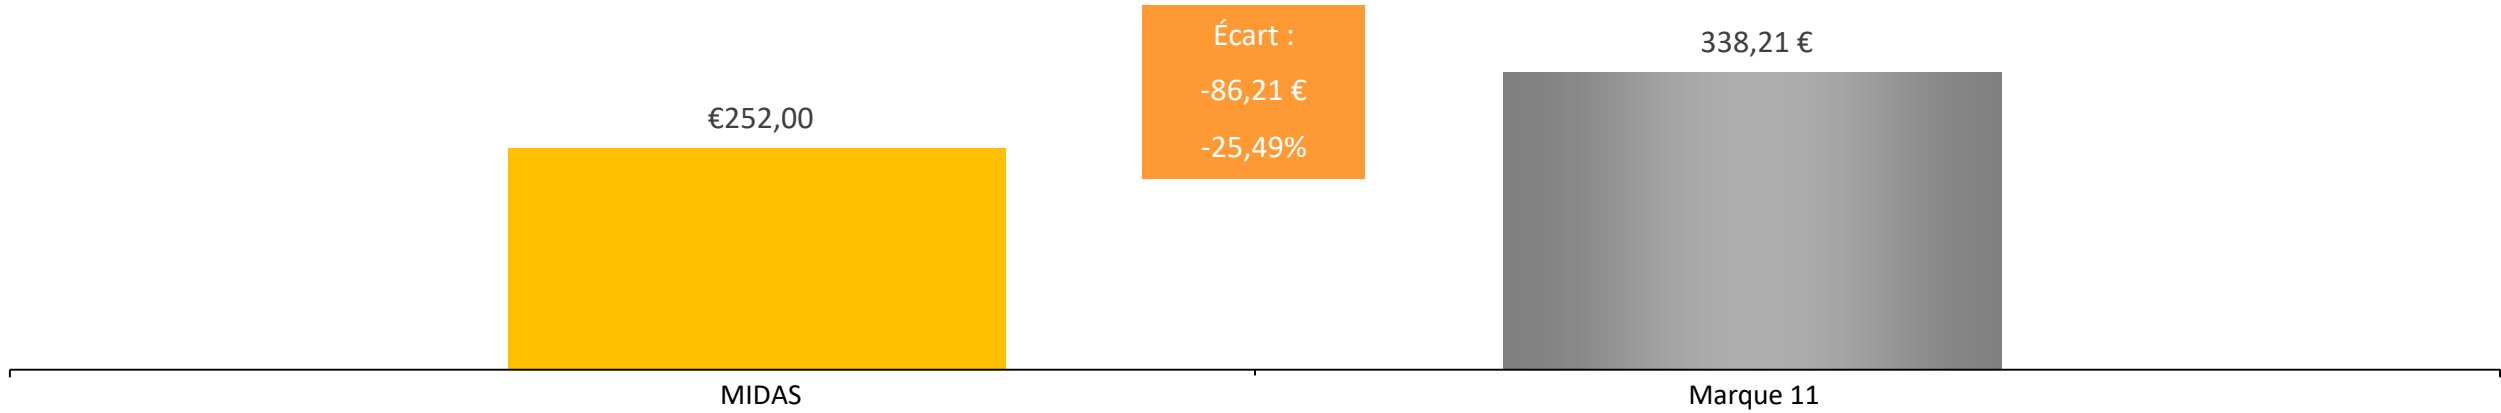 Écart :
-86,21 €
-25,49%
338,21 €
€252,00
MIDAS
Marque 11